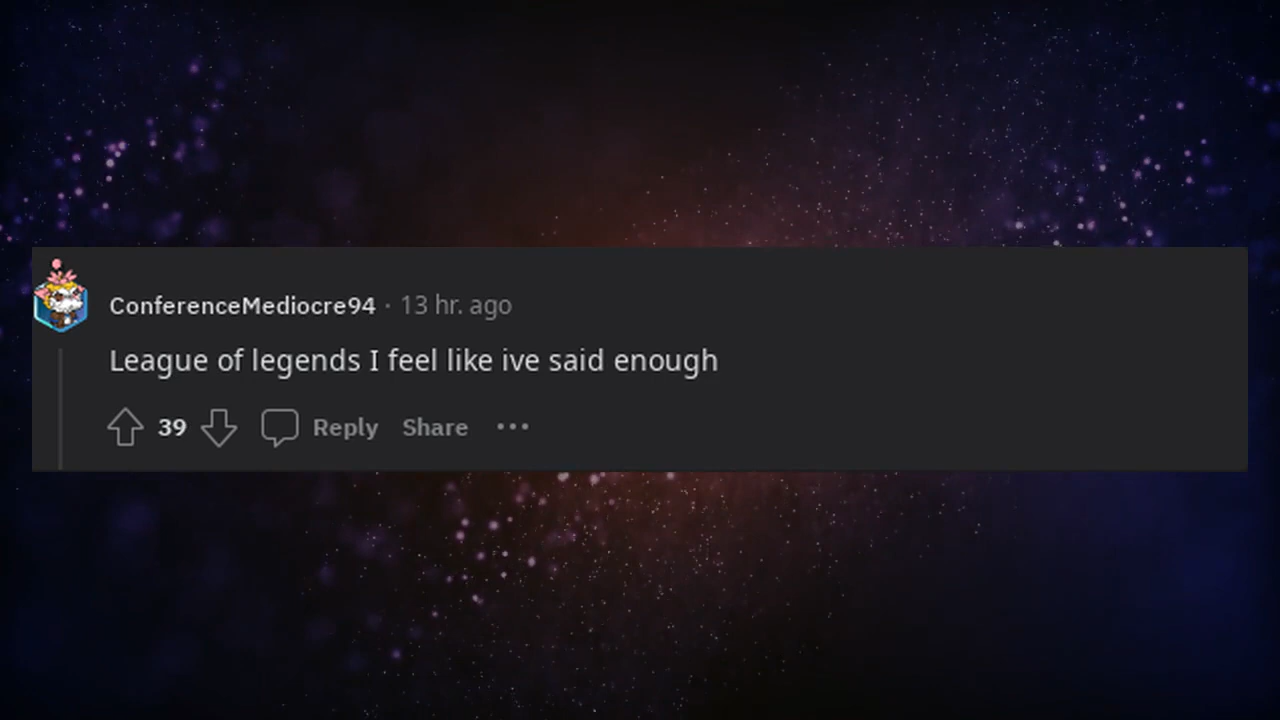 ConferenceMediocre94 · 13 hr. ago
League of legends I feel like ive said enough
39 Reply Share ···